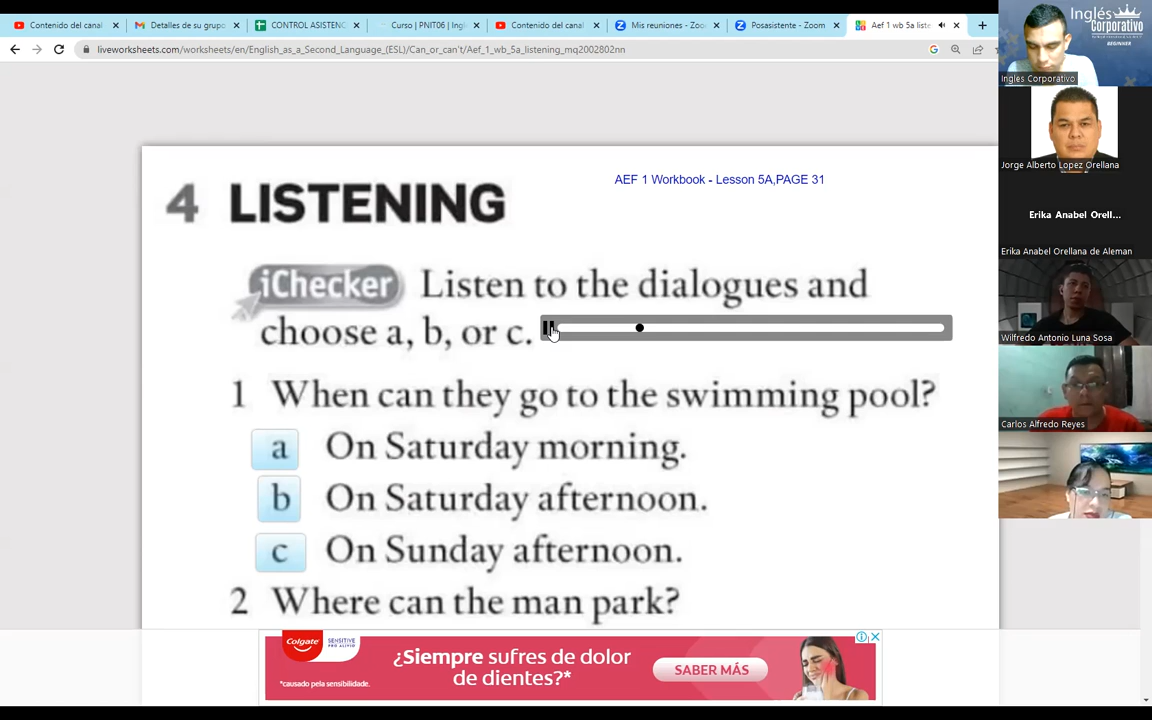 Contenido del canal
Detalles de su grupo
CONTROL ASISTENC
Curso | PNIT06 | Ingl
Contenido del canal
Mis reuniones - Zoo
Posasistente - Zoom
Aef 1 wb 5a liste
liveworksheets.com/worksheets/en/English_as_a_Second_Language_(ESL)/Can_or_can't/Aef_1_wb_5a_listening_mq2002802nn
Inglés
Corporativo
BEGINNER
Ingles Corporativo
Jorge Alberto Lopez Orellana
Erika Anabel Orell...
Erika Anabel Orellana de Aleman
Wilfredo Antonio Luna Sosa
Carlos Alfredo Reyes
AEF 1 Workbook - Lesson 5A,PAGE 31
4 LISTENING
iChecker Listen to the dialogues and
choose a, b, or c.
1 When can they go to the swimming pool?
a On Saturday morning.
b On Saturday afternoon.
c On Sunday afternoon.
2 Where can the man park?
Colgate SENSITIVE
PRO ALIVIO
*causado pela sensibilidade.
¿Siempre sufres de dolor
de dientes?*
SABER MÁS